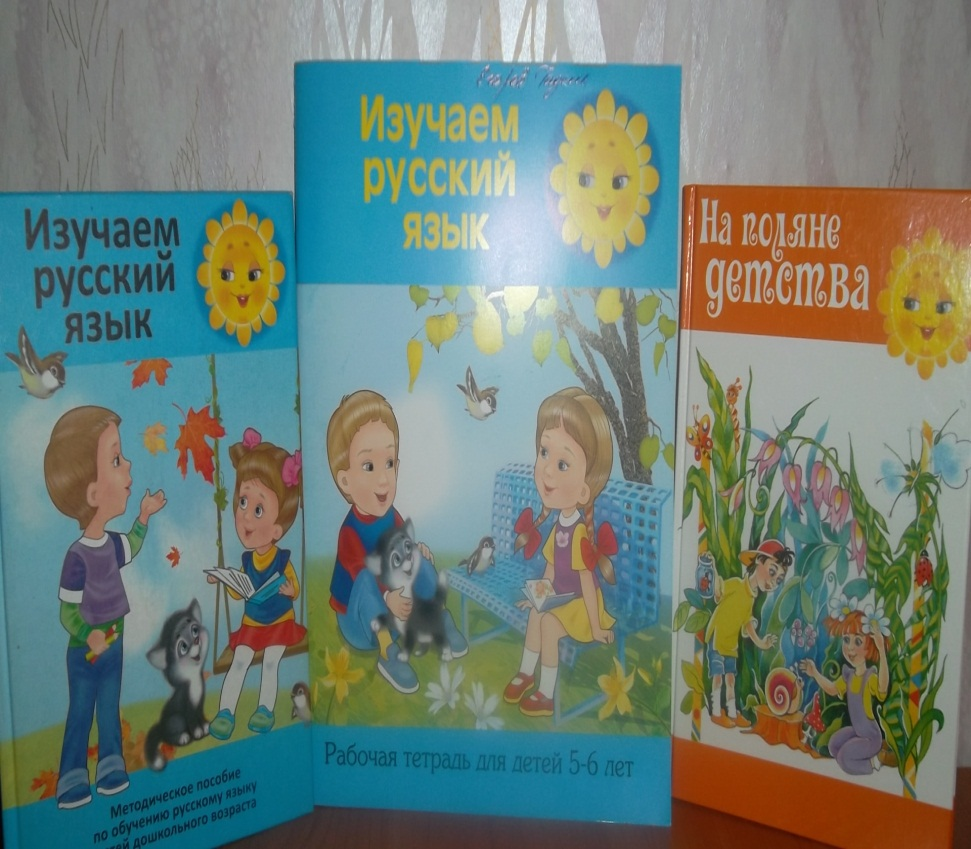 Изучаем
русский
язык
Методическое пособие
по обучению русскому языку
дошкольного возраста
Изучаем
русский
язык
Рабочая тетрадь для детей 5-6 лет
На поляне
детства